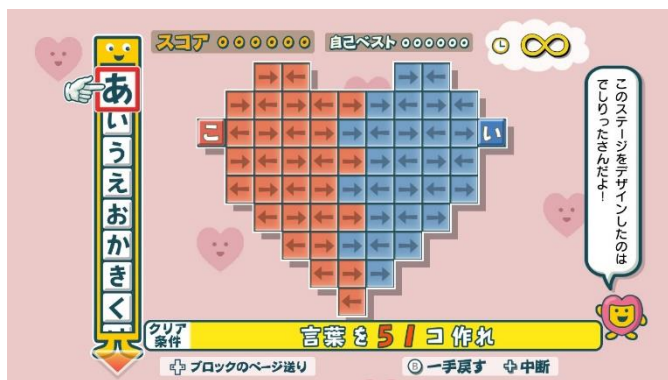 スコア 000000 自己ベスト 000000 ∞
あ
い
う
え
お
か
き
く
こ
い
このステージをデザインしたのは
でしりったさんだよ!
クリア条件 言葉を51コ作れ
ブロックのページ送り Ⓑ一手戻す 中断